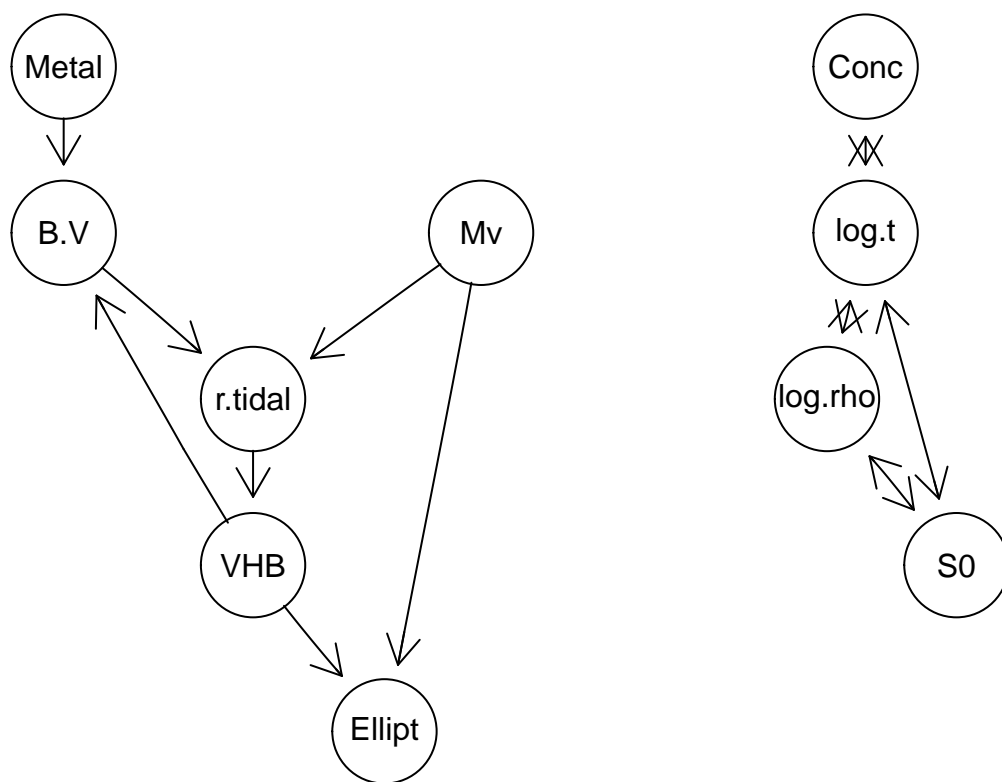 Metal
Conc
B.V
Mv
log.t
r.tidal
log.rho
VHB
S0
Ellipt